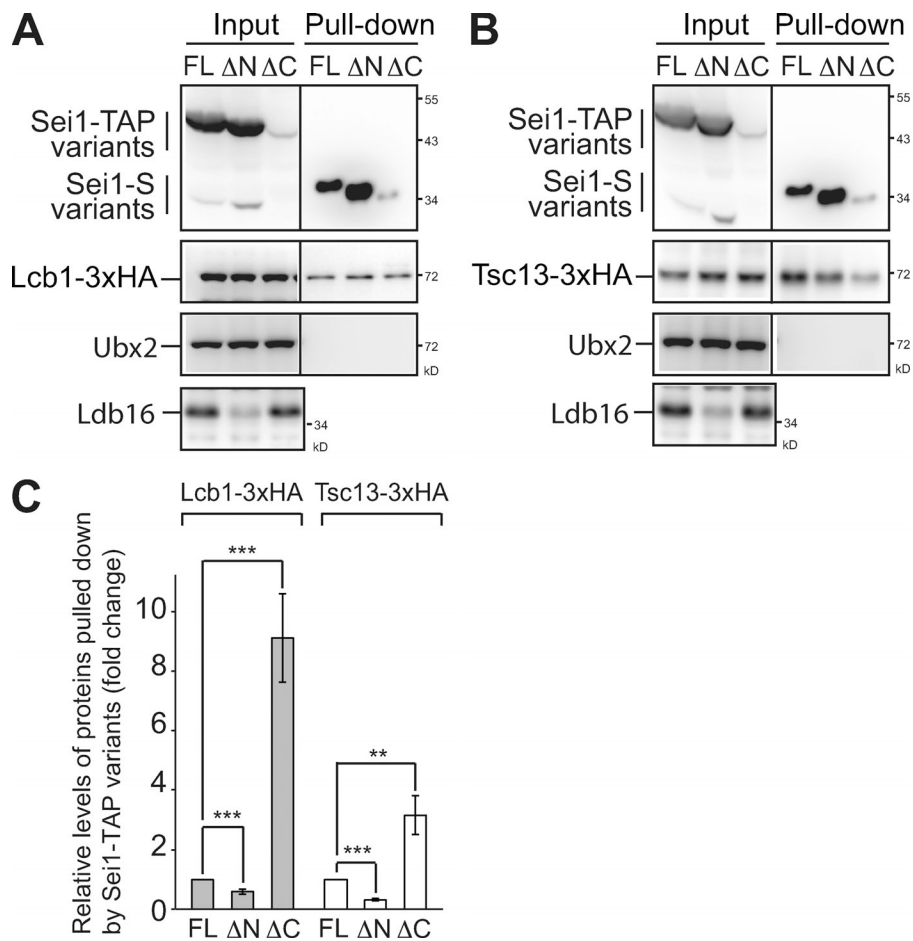 A
Input Pull-down
FL ΔN ΔC FL ΔN ΔC
Sei1-TAP
variants
Sei1-S
variants
55
43
34
Lcb1-3xHA
72
Ubx2
72
kD
Ldb16
34
kD
B
Input Pull-down
FL ΔN ΔC FL ΔN ΔC
Sei1-TAP
variants
Sei1-S
variants
55
43
34
Tsc13-3xHA
72
Ubx2
72
kD
Ldb16
34
kD
C
Lcb1-3xHA Tsc13-3xHA
Relative levels of proteins pulled down
by Sei1-TAP variants (fold change)
10
8
6
4
2
0
***
***
**
***
FL ΔN ΔC FL ΔN ΔC